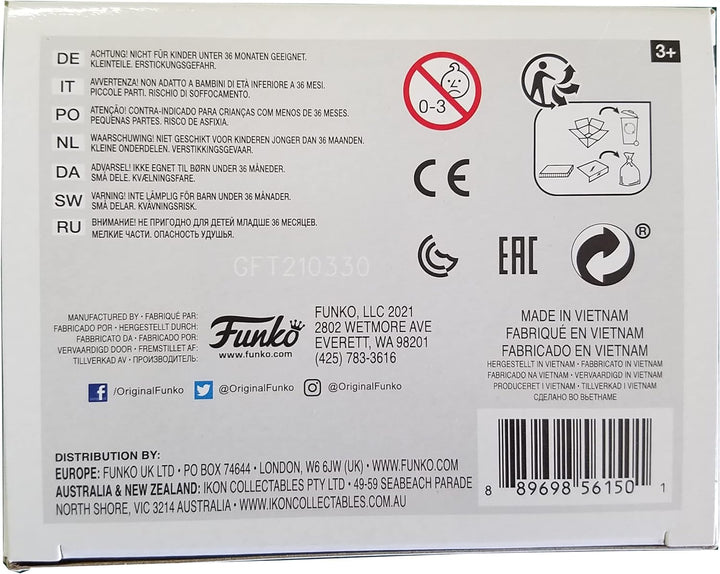 DE ACHTUNG! NICHT FÜR KINDER UNTER 36 MONATEN GEEIGNET.
KLEINTEILE. ERSTICKUNGSGEFAHR.
IT AVVERTENZA! NON ADATTO A BAMBINI DI ETÀ INFERIORE A 36 MESI.
PICCOLE PARTI. RISCHIO DI SOFFOCAMENTO.
PO ATENÇÃO! CONTRA-INDICADO PARA CRIANÇAS COM MENOS DE 36 MESES.
PEQUENAS PARTES. RISCO DE ASFIXIA.
NL WAARSCHUWING! NIET GESCHIKT VOOR KINDEREN JONGER DAN 36 MAANDEN.
KLEINE ONDERDELEN. VERSTIKKINGSGEVAAR.
DA ADVARSEL! IKKE EGNET TIL BØRN UNDER 36 MÅNEDER.
SMÅ DELE. KVÆLNINGSFARE.
SW VARNING! INTE LÄMPLIG FÖR BARN UNDER 36 MÅNADER.
SMÅ DELAR. KVÄVNINGSRISK.
RU ВНИМАНИЕ! НЕ ПРИГОДНО ДЛЯ ДЕТЕЙ МЛАДШЕ 36 МЕСЯЦЕВ.
МЕЛКИЕ ЧАСТИ. ОПАСНОСТЬ УДУШЬЯ.
3+
0-3
CE
EAC
®
GFT210330
MANUFACTURED BY • FABRIQUÉ PAR:
FABRICADO POR • HERGESTELLT DURCH:
FABBRICATO DA • FABRICADO POR:
VERVAARDIGD DOOR • FREMSTILLET AF:
TILLVERKAD AV • ПРОИЗВОДИТЕЛЬ:
Funko
www.funko.com
FUNKO, LLC 2021
2802 WETMORE AVE
EVERETT, WA 98201
(425) 783-3616
/OriginalFunko @OriginalFunko @OriginalFunko
MADE IN VIETNAM
FABRIQUÉ EN VIETNAM
FABRICADO EN VIETNAM
HERGESTELLT IN VIETNAM • FABBRICATO IN VIETNAM
FABRICADO NA VIETNAM • VERVAARDIGD IN VIETNAM
PRODUCERET I VIETNAM • TILLVERKAD I VIETNAM
СДЕЛАНО ВО ВЬЕТНАМЕ
DISTRIBUTION BY:
EUROPE: FUNKO UK LTD • PO BOX 74644 • LONDON, W6 6JW (UK) • WWW.FUNKO.COM
AUSTRALIA & NEW ZEALAND: IKON COLLECTABLES PTY LTD • 49-59 SEABEACH PARADE
NORTH SHORE, VIC 3214 AUSTRALIA • WWW.IKONCOLLECTABLES.COM.AU
8 89698 56150 1